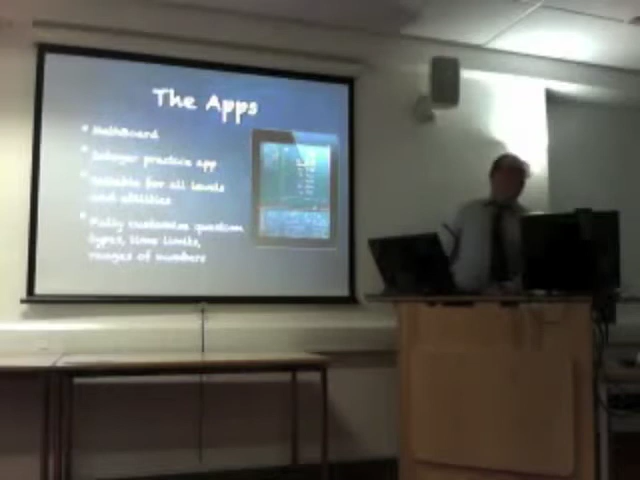 The Apps
• MathBoard
• Integer practice app
• Suitable for all levels
and abilities
• Fully customise question
types, time limits,
ranges of numbers